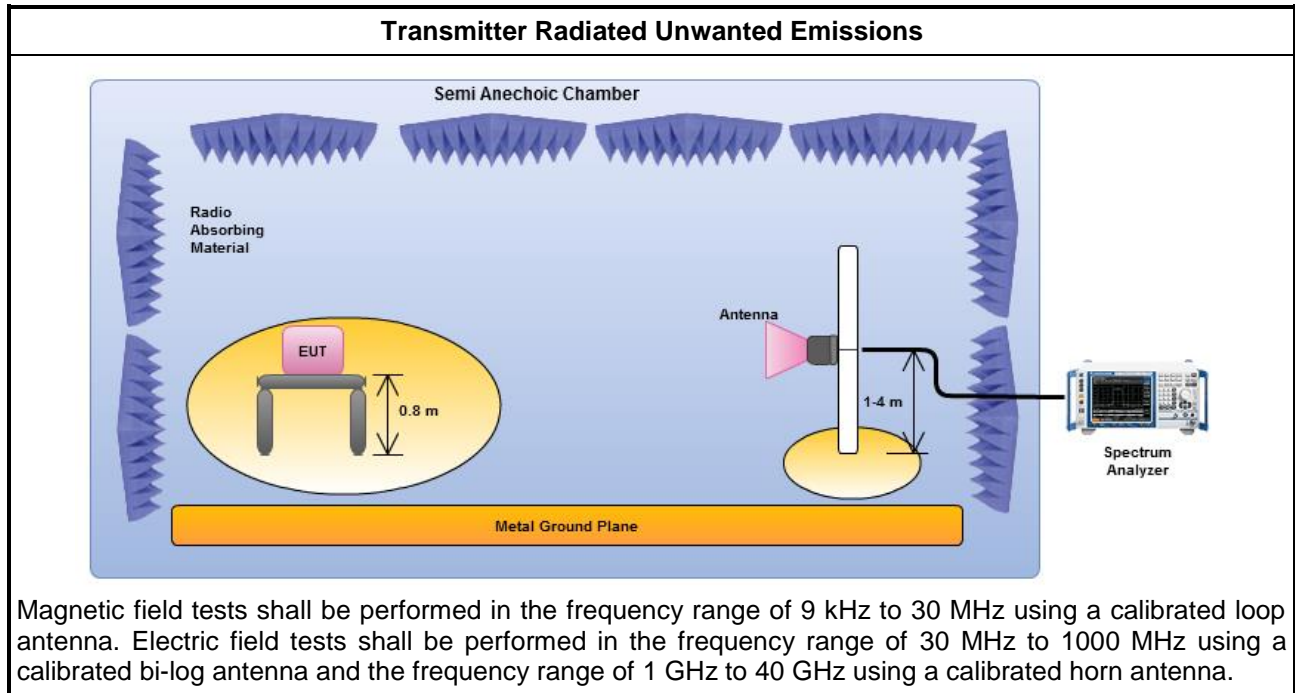 Transmitter Radiated Unwanted Emissions
Semi Anechoic Chamber
Radio
Absorbing
Material
Antenna
EUT
0.8 m
1-4 m
Spectrum
Analyzer
Metal Ground Plane
Magnetic field tests shall be performed in the frequency range of 9 kHz to 30 MHz using a calibrated loop
antenna. Electric field tests shall be performed in the frequency range of 30 MHz to 1000 MHz using a
calibrated bi-log antenna and the frequency range of 1 GHz to 40 GHz using a calibrated horn antenna.